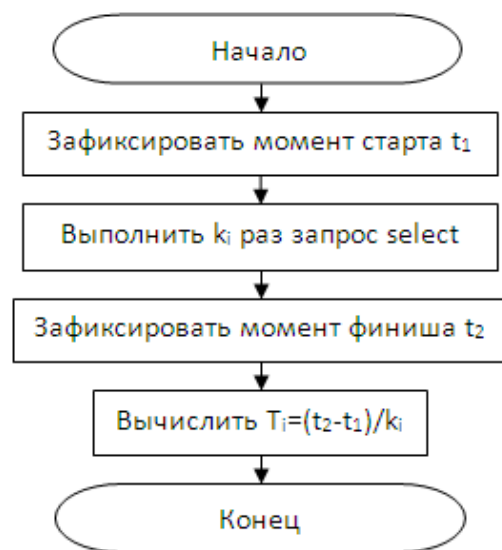 Начало
Зафиксировать момент старта t₁
Выполнить kᵢ раз запрос select
Зафиксировать момент финиша t₂
Вычислить Tᵢ=(t₂-t₁)/kᵢ
Конец